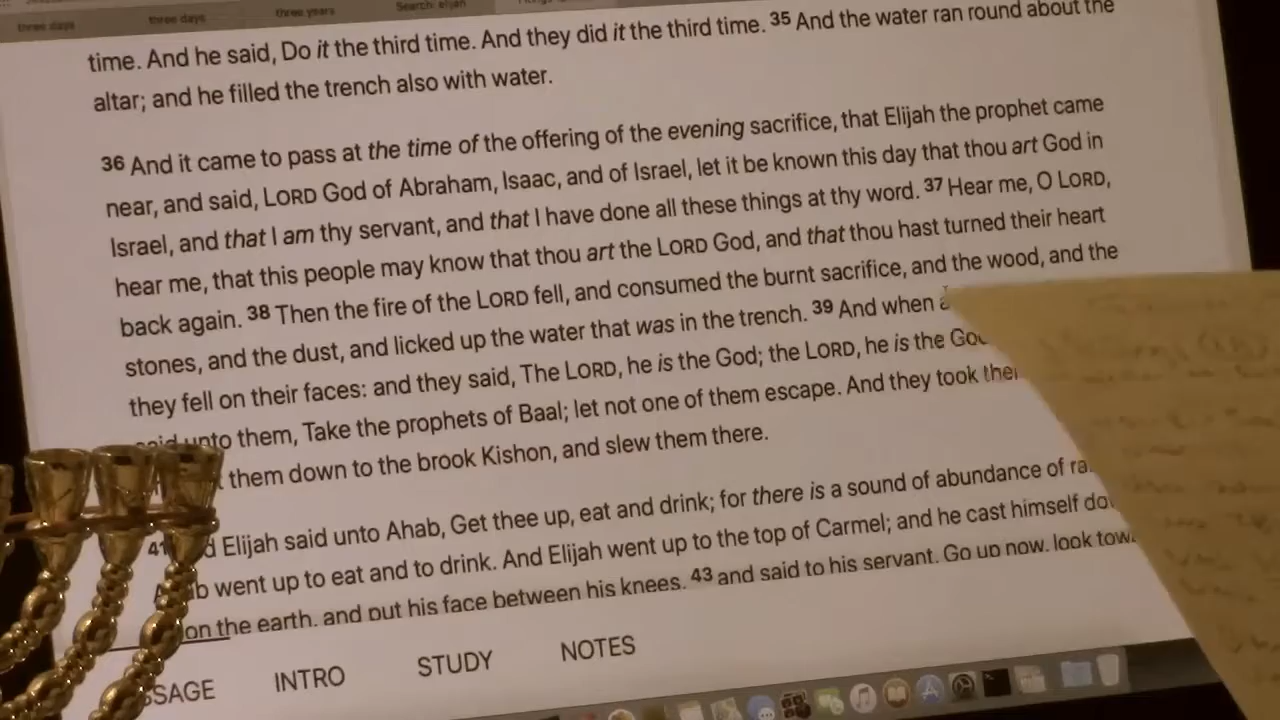 three days
three days
three years
Search: elijah
time. And he said, Do it the third time. And they did it the third time. 35 And the water ran round about the
altar; and he filled the trench also with water.
36 And it came to pass at the time of the offering of the evening sacrifice, that Elijah the prophet came
near, and said, LORD God of Abraham, Isaac, and of Israel, let it be known this day that thou art God in
Israel, and that I am thy servant, and that I have done all these things at thy word. 37 Hear me, O LORD,
hear me, that this people may know that thou art the LORD God, and that thou hast turned their heart
back again. 38 Then the fire of the LORD fell, and consumed the burnt sacrifice, and the wood, and the
stones, and the dust, and licked up the water that was in the trench. 39 And when
they fell on their faces: and they said, The LORD, he is the God; the LORD, he is the
said unto them, Take the prophets of Baal; let not one of them escape. And they took
them down to the brook Kishon, and slew them there.
41 Elijah said unto Ahab, Get thee up, eat and drink; for there is a sound of abundance of
went up to eat and to drink. And Elijah went up to the top of Carmel; and he cast himself
on the earth, and put his face between his knees. 43 and said to his servant, Go up now, look
INTRO
STUDY
NOTES